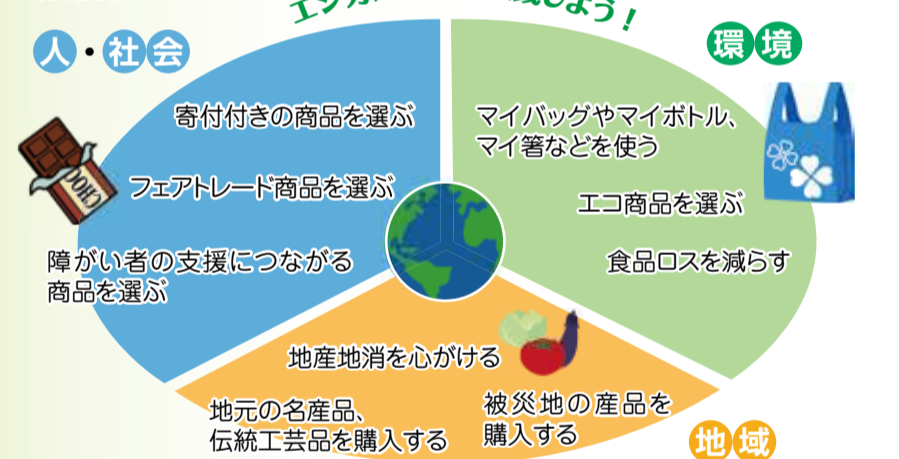 人・社会
寄付付きの商品を選ぶ
フェアトレード商品を選ぶ
障がい者の支援につながる
商品を選ぶ
CHOO
環境
マイバッグやマイボトル、
マイ箸などを使う
エコ商品を選ぶ
食品ロスを減らす
地産地消を心がける
地元の名産品、
伝統工芸品を購入する
被災地の産品を
購入する
地域